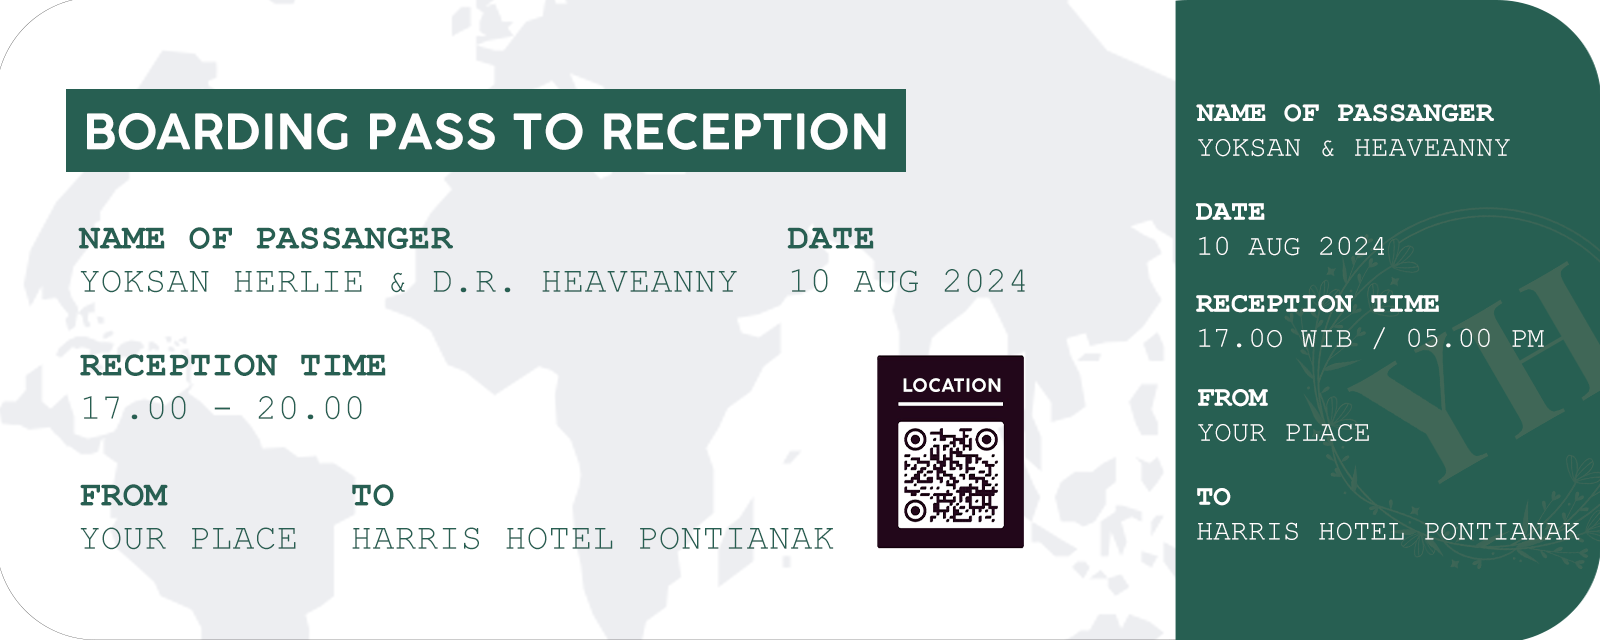 BOARDING PASS TO RECEPTION
NAME OF PASSANGER
YOKSAN HERLIE & D.R. HEAVEANNY
DATE
10 AUG 2024
RECEPTION TIME
17.00 - 20.00
FROM
YOUR PLACE
TO
HARRIS HOTEL PONTIANAK
LOCATION
NAME OF PASSANGER
YOKSAN & HEAVEANNY
DATE
10 AUG 2024
RECEPTION TIME
17.0O WIB / 05.00 PM
FROM
YOUR PLACE
TO
HARRIS HOTEL PONTIANAK
YH